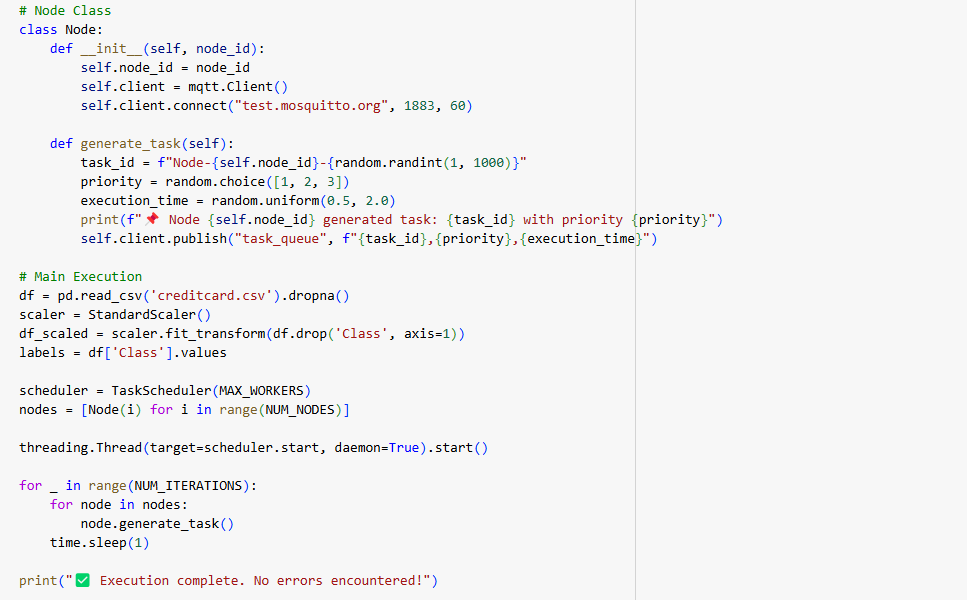 # Node Class
class Node:
    def __init__(self, node_id):
        self.node_id = node_id
        self.client = mqtt.Client()
        self.client.connect("test.mosquitto.org", 1883, 60)

    def generate_task(self):
        task_id = f"Node-{self.node_id}-{random.randint(1, 1000)}"
        priority = random.choice([1, 2, 3])
        execution_time = random.uniform(0.5, 2.0)
        print(f"📌 Node {self.node_id} generated task: {task_id} with priority {priority}")
        self.client.publish("task_queue", f"{task_id},{priority},{execution_time}")

# Main Execution
df = pd.read_csv('creditcard.csv').dropna()
scaler = StandardScaler()
df_scaled = scaler.fit_transform(df.drop('Class', axis=1))
labels = df['Class'].values

scheduler = TaskScheduler(MAX_WORKERS)
nodes = [Node(i) for i in range(NUM_NODES)]

threading.Thread(target=scheduler.start, daemon=True).start()

for _ in range(NUM_ITERATIONS):
    for node in nodes:
        node.generate_task()
    time.sleep(1)

print("✅ Execution complete. No errors encountered!")